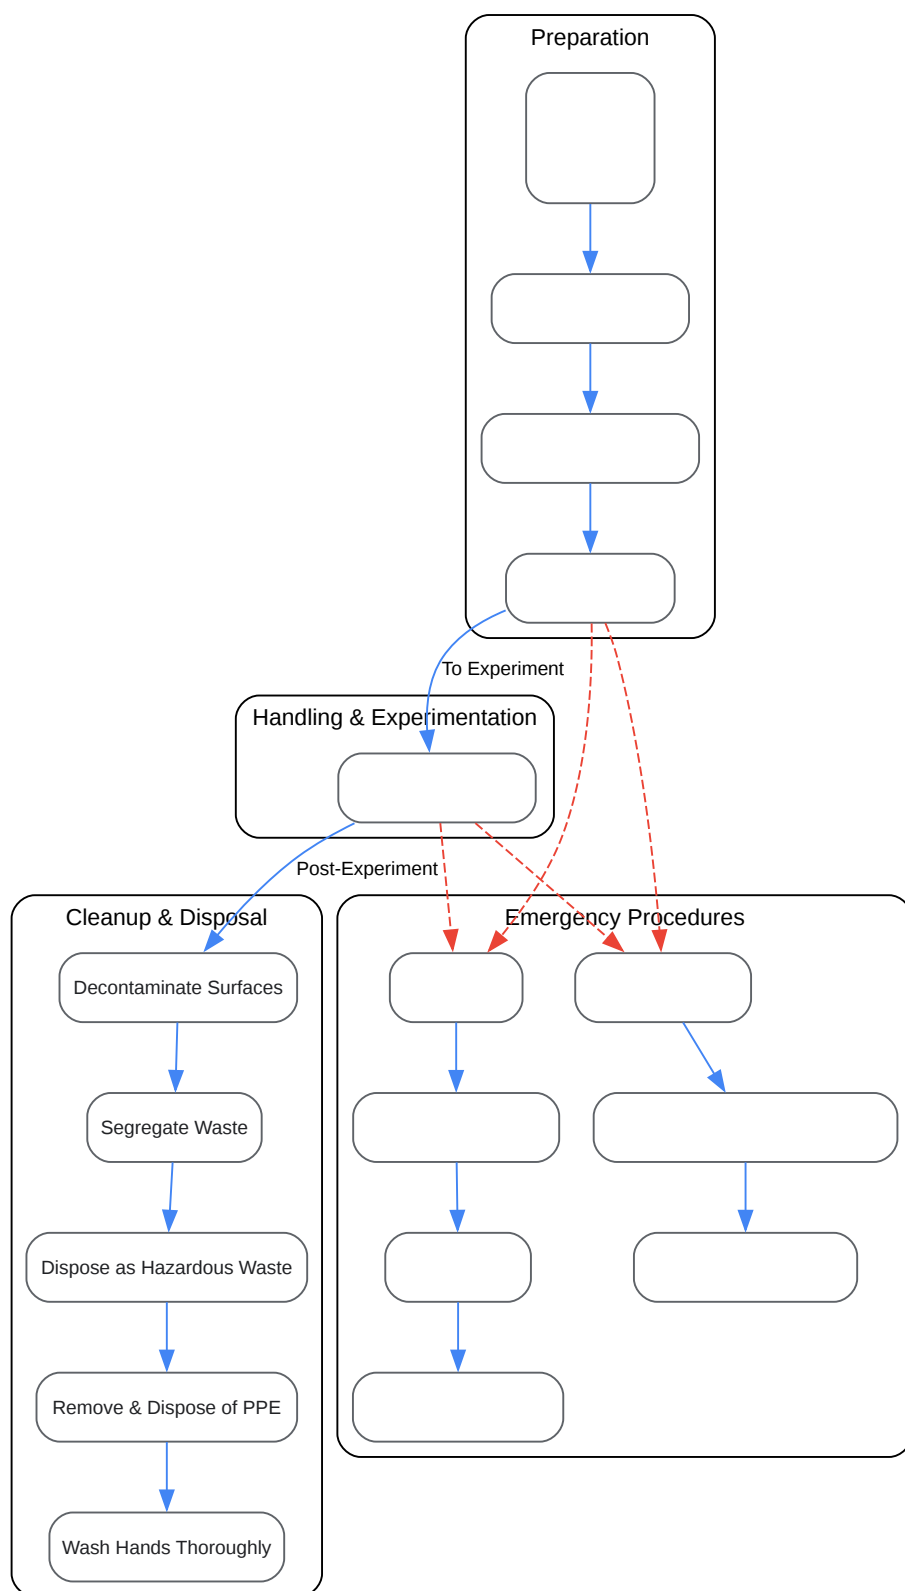 Preparation
To Experiment
Handling & Experimentation
Post-Experiment
Cleanup & Disposal
Emergency Procedures
Decontaminate Surfaces
Segregate Waste
Dispose as Hazardous Waste
Remove & Dispose of PPE
Wash Hands Thoroughly